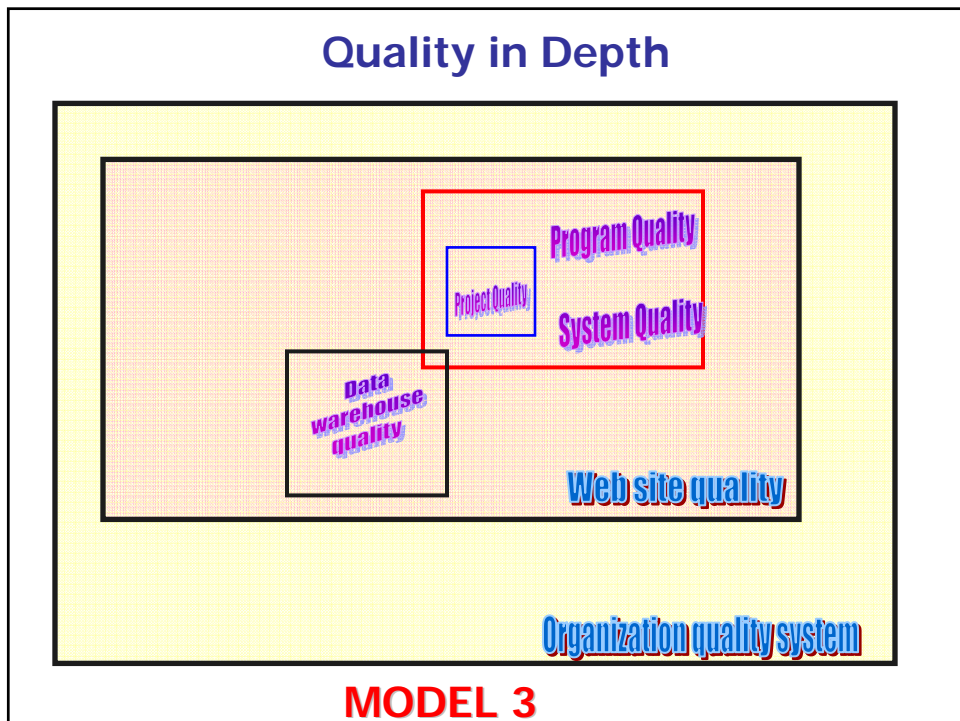 Quality in Depth
Program Quality
Project Quality
System Quality
Data
warehouse
quality
Web site quality
Organization quality system
MODEL 3